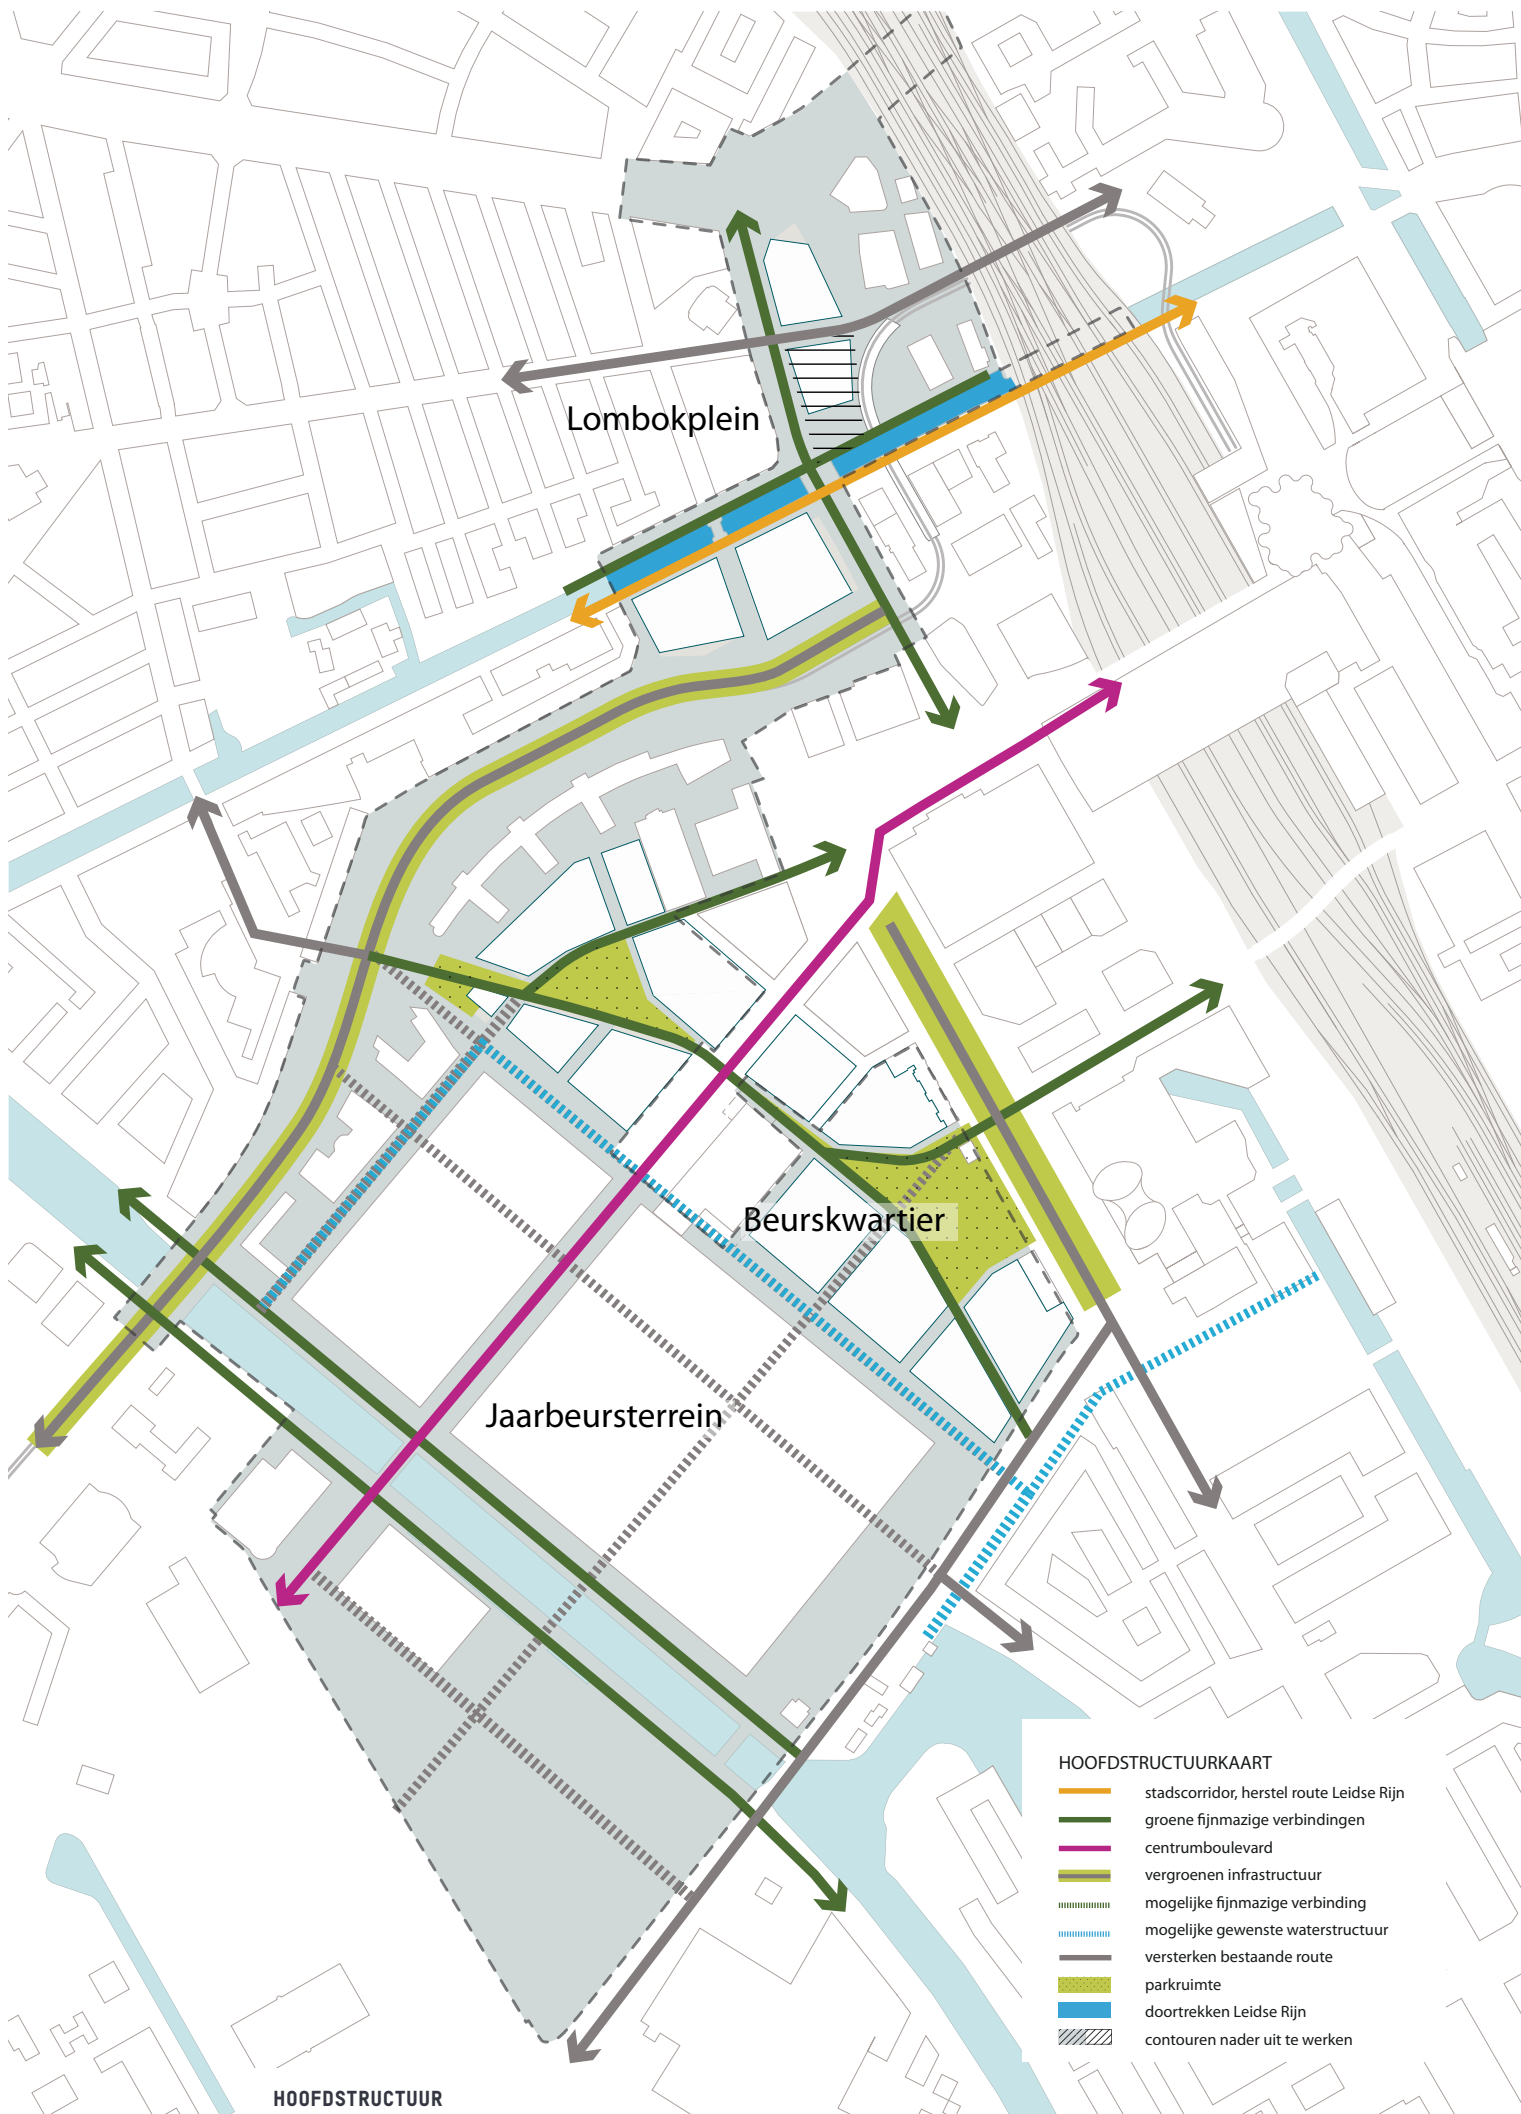 Lombokplein
Beurskwartier
Jaarbeursterrein
HOOFDSTRUCTUURKAART
stadscorridor, herstel route Leidse Rijn
groene fijnmazige verbindingen
centrumboulevard
vergroenen infrastructuur
mogelijke fijnmazige verbinding
mogelijke gewenste waterstructuur
versterken bestaande route
parkruimte
doortrekken Leidse Rijn
contouren nader uit te werken
HOOFDSTRUCTUUR